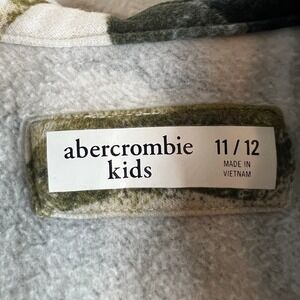 abercrombie
kids
11 / 12
MADE IN
VIETNAM